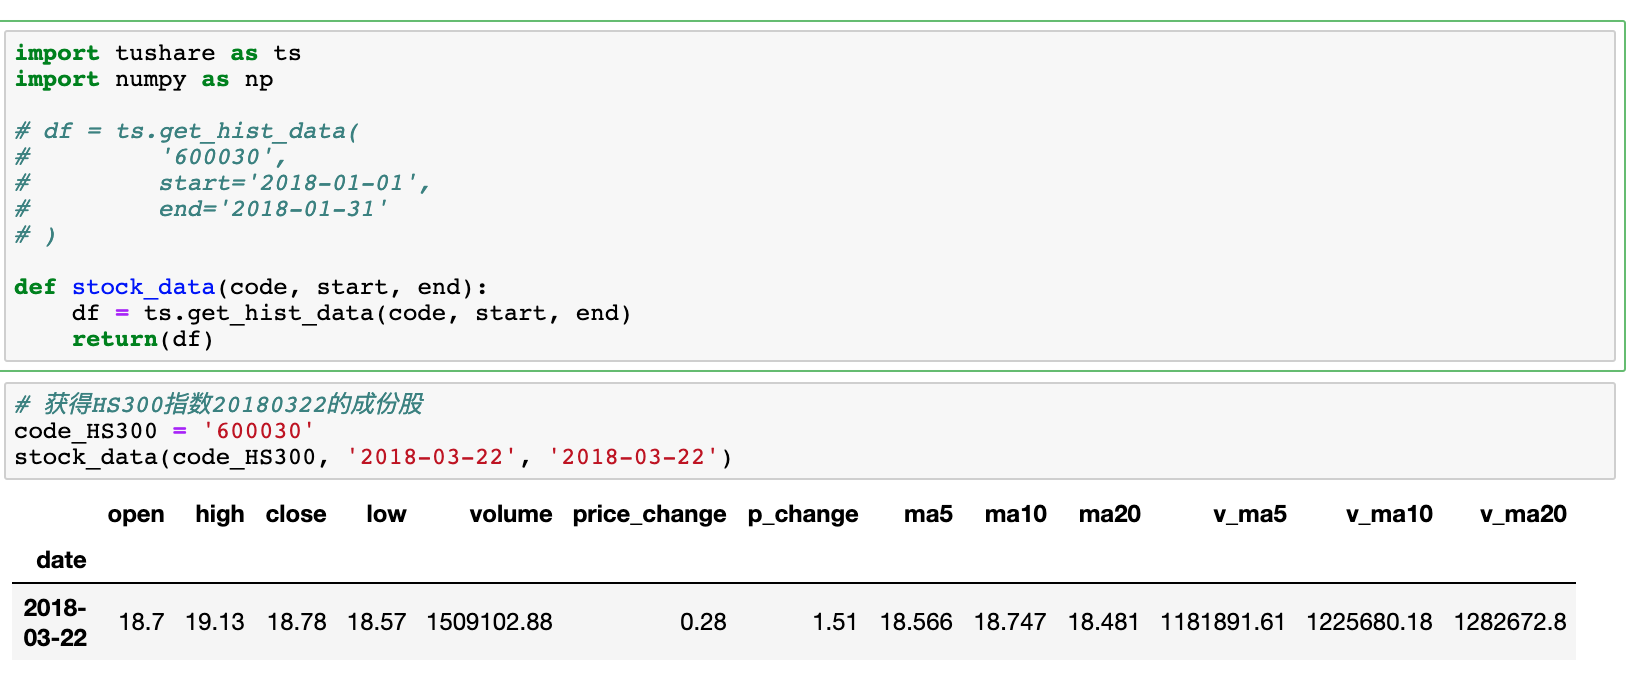 import tushare as ts
import numpy as np
# df = ts.get_hist_data(
#         '600030',
#         start='2018-01-01',
#         end='2018-01-31'
# )
def stock_data(code, start, end):
    df = ts.get_hist_data(code, start, end)
    return(df)
# 获得HS300指数20180322的成份股
code_HS300 = '600030'
stock_data(code_HS300, '2018-03-22', '2018-03-22')
open high close low volume price_change p_change ma5 ma10 ma20 v_ma5 v_ma10 v_ma20
date
2018-03-22 18.7 19.13 18.78 18.57 1509102.88 0.28 1.51 18.566 18.747 18.481 1181891.61 1225680.18 1282672.8